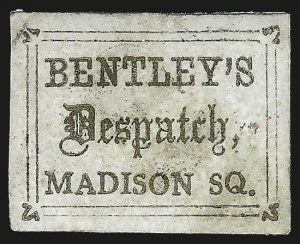 BENTLEY'S
Despatch,
MADISON SQ.